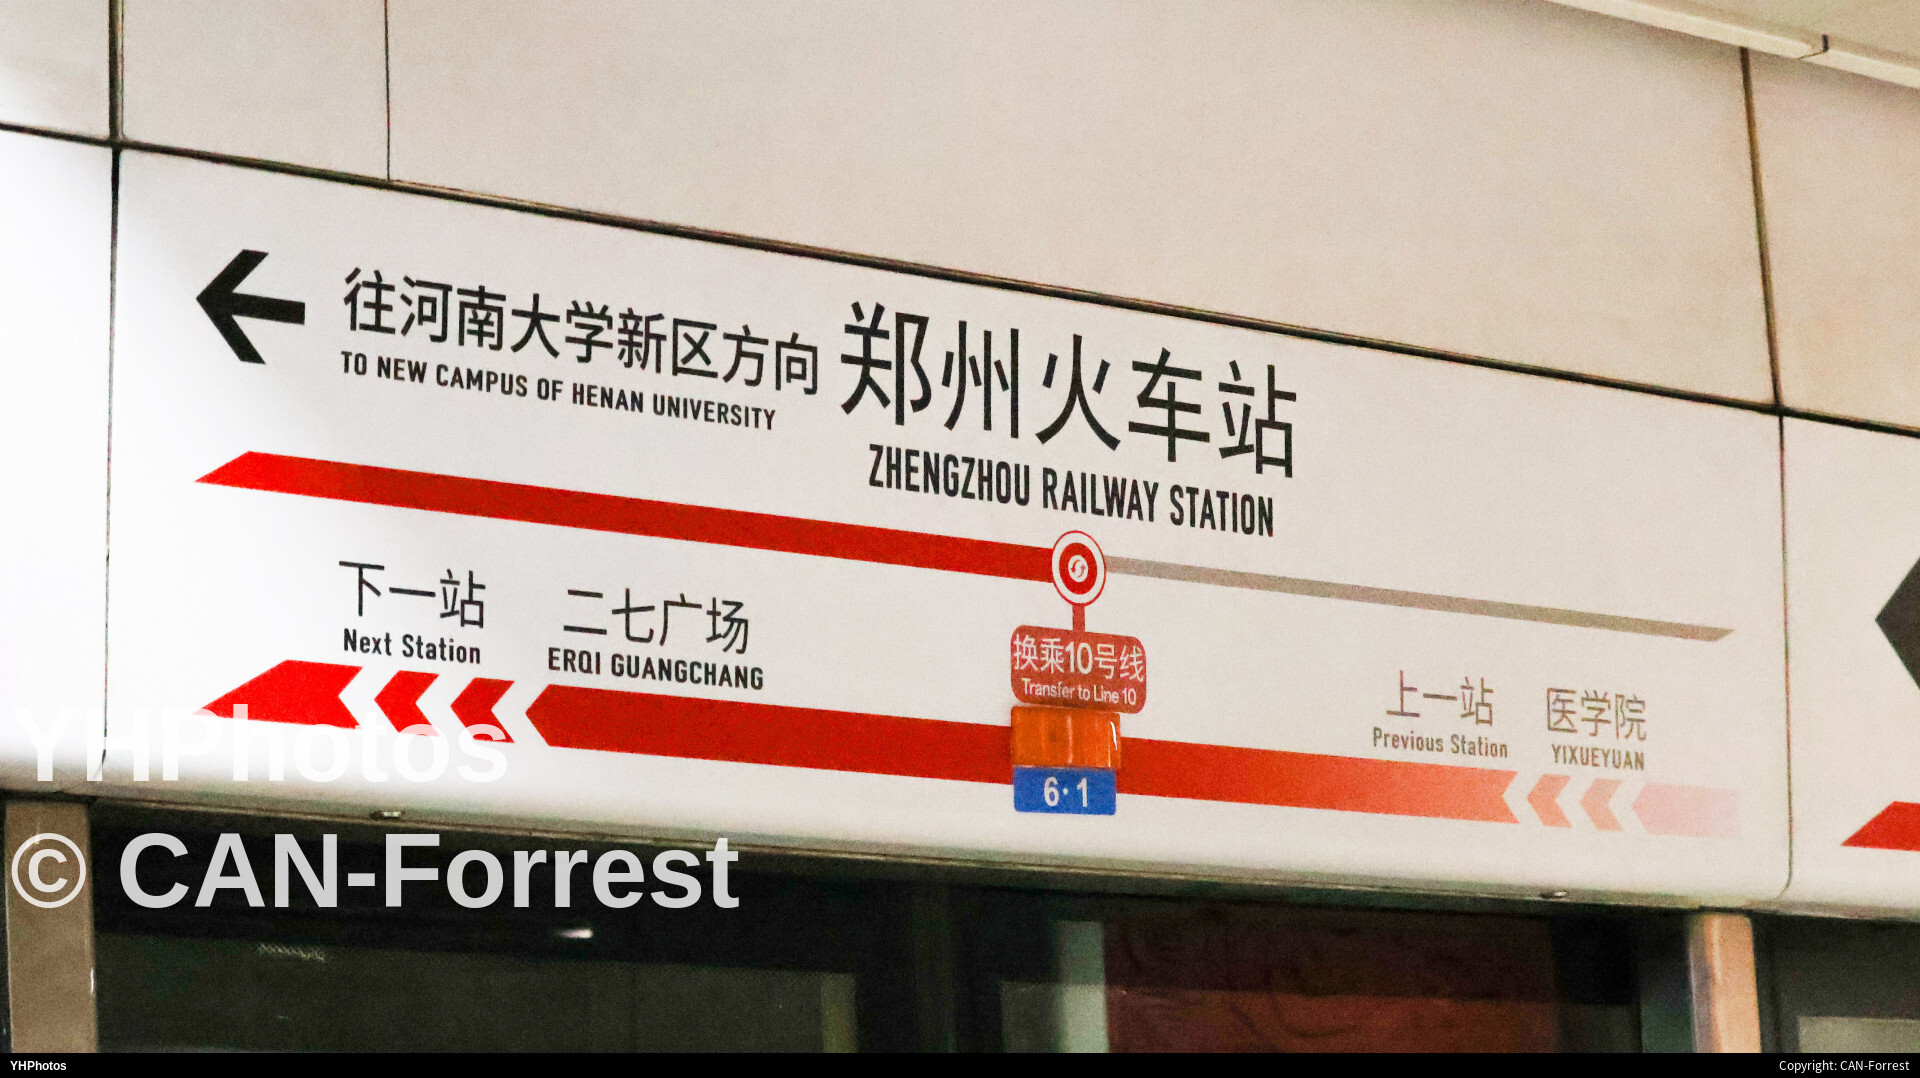 往河南大学新区方向
TO NEW CAMPUS OF HENAN UNIVERSITY
郑州火车站
ZHENGZHOU RAILWAY STATION
下一站
Next Station
二七广场
ERQI GUANGCHANG
换乘10号线
Transfer to Line 10
上一站
Previous Station
医学院
YIXUEYUAN
6·1
YHPhotos
© CAN-Forrest
YHPhotos
Copyright: CAN-Forrest